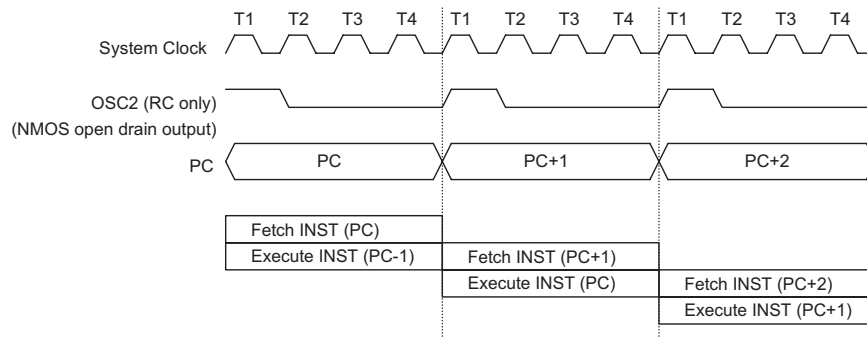 T1 T2 T3 T4 T1 T2 T3 T4 T1 T2 T3 T4
System Clock
OSC2 (RC only)
(NMOS open drain output)
PC PC PC+1 PC+2
Fetch INST (PC)
Execute INST (PC-1) Fetch INST (PC+1)
Execute INST (PC) Fetch INST (PC+2)
Execute INST (PC+1)